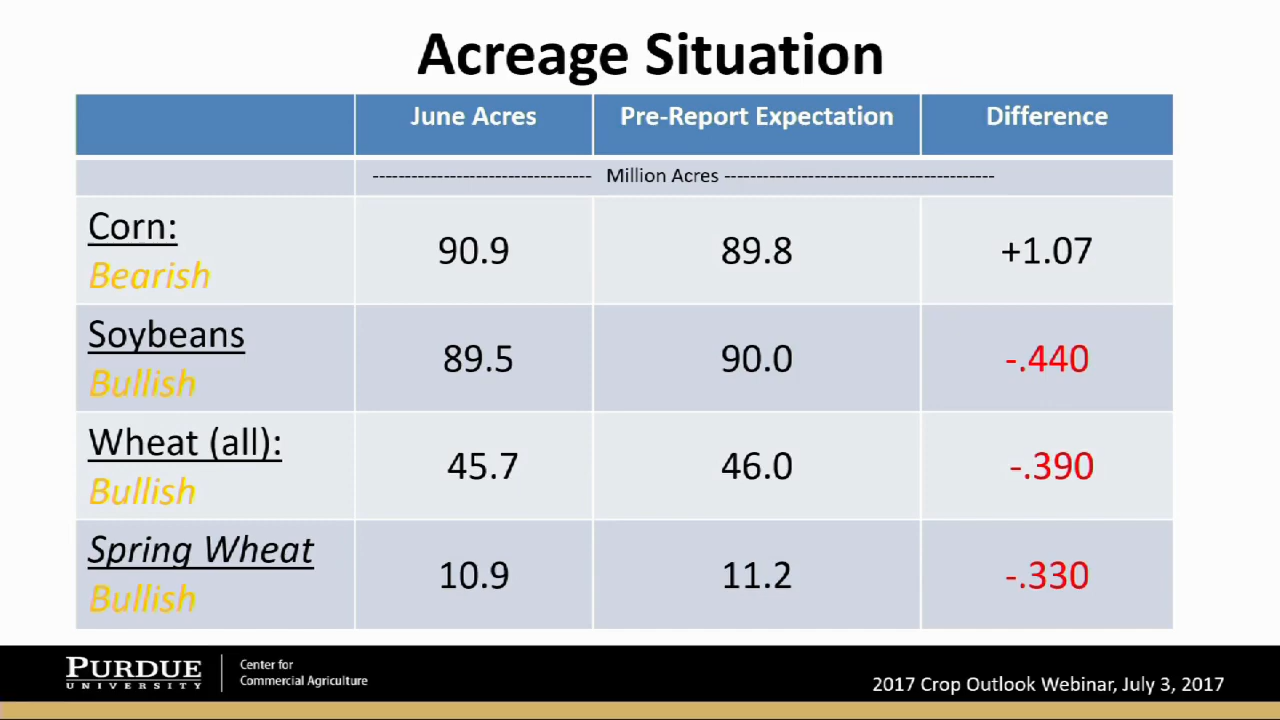 Acreage Situation
June Acres Pre-Report Expectation Difference
---------------------------------- Million Acres ------------------------------------------
Corn:
Bearish
90.9 89.8 +1.07
Soybeans
Bullish
89.5 90.0 -.440
Wheat (all):
Bullish
45.7 46.0 -.390
Spring Wheat
Bullish
10.9 11.2 -.330
PURDUE
UNIVERSITY
Center for
Commercial Agriculture
2017 Crop Outlook Webinar, July 3, 2017